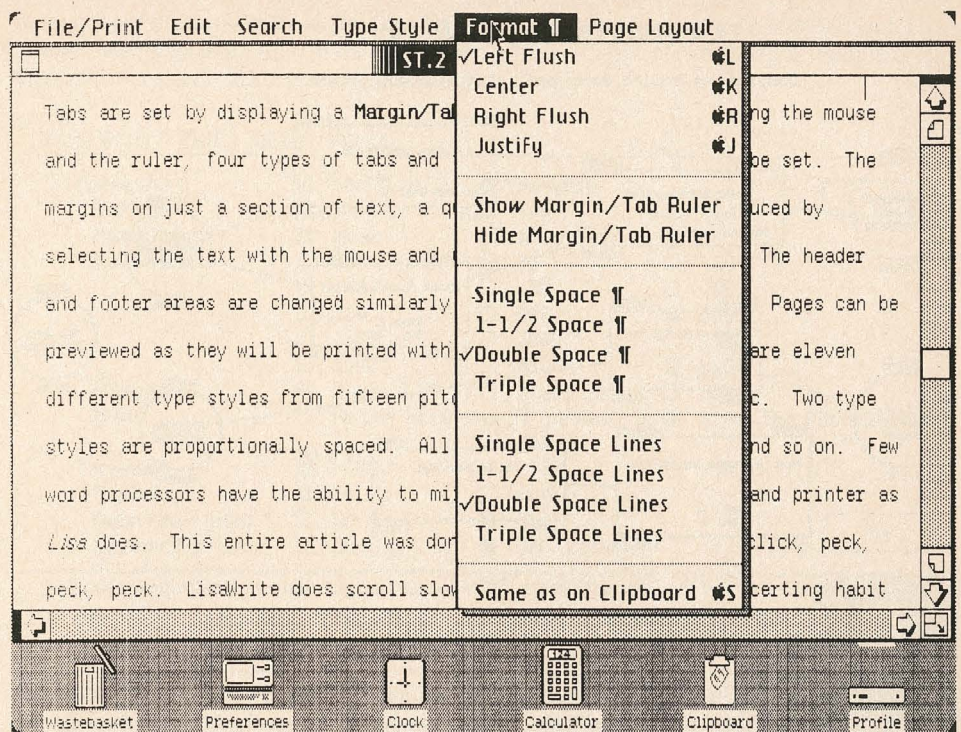 File/Print Edit Search Type Style Format ¶ Page Layout
ST.2
Tabs are set by displaying a Margin/Ta ng the mouse
and the ruler, four types of tabs and be set. The
margins on just a section of text, a q uced by
selecting the text with the mouse and The header
and footer areas are changed similarly Pages can be
previewed as they will be printed with are eleven
different type styles from fifteen pit c. Two type
styles are proportionally spaced. All nd so on. Few
word processors have the ability to mi and printer as
Lisa does. This entire article was don click, peck,
peck, peck. LisaWrite does scroll slow certing habit
✓Left Flush L
Center K
Right Flush R
Justify J
Show Margin/Tab Ruler
Hide Margin/Tab Ruler
Single Space ¶
1-1/2 Space ¶
✓Double Space ¶
Triple Space ¶
Single Space Lines
1-1/2 Space Lines
✓Double Space Lines
Triple Space Lines
Same as on Clipboard S
Wastebasket Preferences Clock Calculator Clipboard Profile